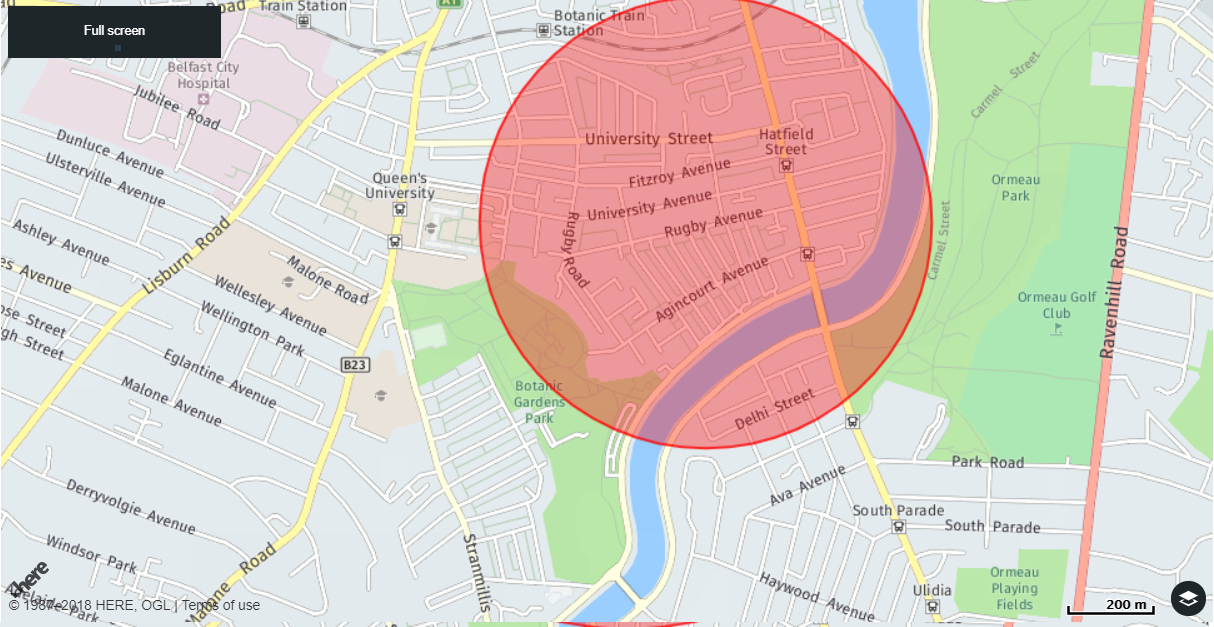 Road
Train Station
A1
Full screen
Botanic Train
Station
Belfast City
Hospital
Jubilee Road
Carmel Street
University Street
Hatfield
Street
Dunluce Avenue
Ulsterville Avenue
Fitzroy Avenue
Queen's
University
Ormeau
Park
University Avenue
Rugby Avenue
Rugby Road
Carmel Street
Ashley Avenue
Lisburn Road
Malone Road
Agincourt Avenue
Ravenhill Road
es Avenue
Wellesley Avenue
Ormeau Golf
Club
ose Street
Wellington Park
gh Street
B23
Eglantine Avenue
Malone Avenue
Botanic
Gardens
Park
Delhi Street
Park Road
Ava Avenue
Derryvolgie Avenue
South Parade
South Parade
Windsor Park
Malone Road
Stranmillis
here
Haywood Avenue
Ulidia
Ormeau
Playing
Fields
Adelaide Park
© 1987–2018 HERE, OGL | Terms of use
200 m